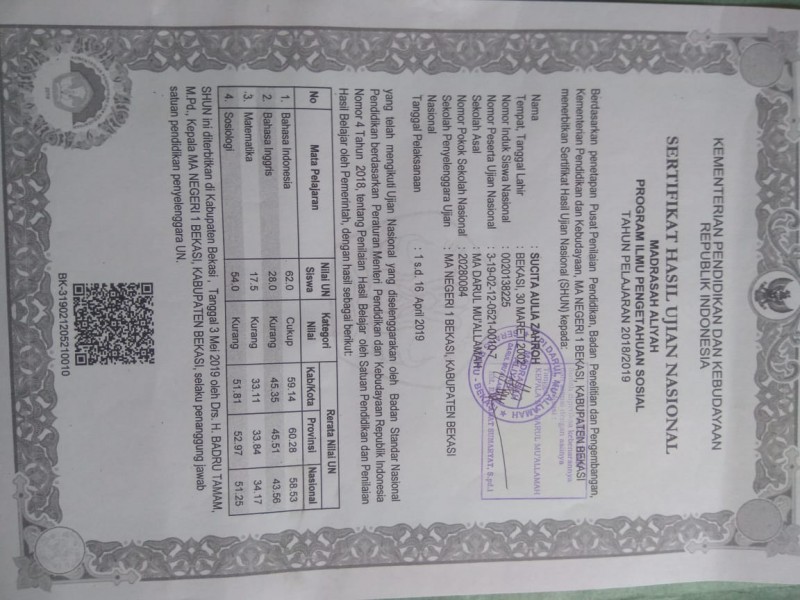 KEMENTERIAN PENDIDIKAN DAN KEBUDAYAAN
REPUBLIK INDONESIA
SERTIFIKAT HASIL UJIAN NASIONAL
MADRASAH ALIYAH
PROGRAM ILMU PENGETAHUAN SOSIAL
TAHUN PELAJARAN 2018/2019
Berdasarkan penetapan Pusat Penilaian Pendidikan, Badan Penelitian dan Pengembangan,
Kementerian Pendidikan dan Kebudayaan, MA NEGERI 1 BEKASI, KABUPATEN BEKASI
menerbitkan Sertifikat Hasil Ujian Nasional (SHUN) kepada:
Nama : SUCITA AULIA ZAHROH
Tempat, Tanggal Lahir : BEKASI, 30 MARET
Nomor Induk Siswa Nasional : 0020138225
Nomor Peserta Ujian Nasional : 3-19-02-12-0521-0010-7
Sekolah Asal : MA DARUL MU'ALLAMAH
Nomor Pokok Sekolah Nasional : 20280084
Sekolah Penyelenggara Ujian : MA NEGERI 1 BEKASI, KABUPATEN BEKASI
Nasional
Tanggal Pelaksanaan : 1 s.d. 16 April 2019
yang telah mengikuti Ujian Nasional yang diselenggarakan oleh Badan Standar Nasional
Pendidikan berdasarkan Peraturan Menteri Pendidikan dan Kebudayaan Republik Indonesia
Nomor 4 Tahun 2018, tentang Penilaian Hasil Belajar oleh Satuan Pendidikan dan Penilaian
Hasil Belajar oleh Pemerintah, dengan hasil sebagai berikut:
No Mata Pelajaran Nilai UN Siswa Kategori Nilai Rerata Nilai UN
Kab/Kota Provinsi Nasional
1. Bahasa Indonesia 62.0 Cukup 59.14 60.28 58.53
2. Bahasa Inggris 28.0 Kurang 45.35 45.51 43.56
3. Matematika 17.5 Kurang 33.11 33.84 34.17
4. Sosiologi 54.0 Kurang 51.81 52.97 51.25
SHUN ini diterbitkan di Kabupaten Bekasi , Tanggal 3 Mei 2019 oleh Drs. H. BADRU TAMAM,
M.Pd., Kepala MA NEGERI 1 BEKASI, KABUPATEN BEKASI, selaku penanggung jawab
satuan pendidikan penyelenggara UN.
BK-319021205210010